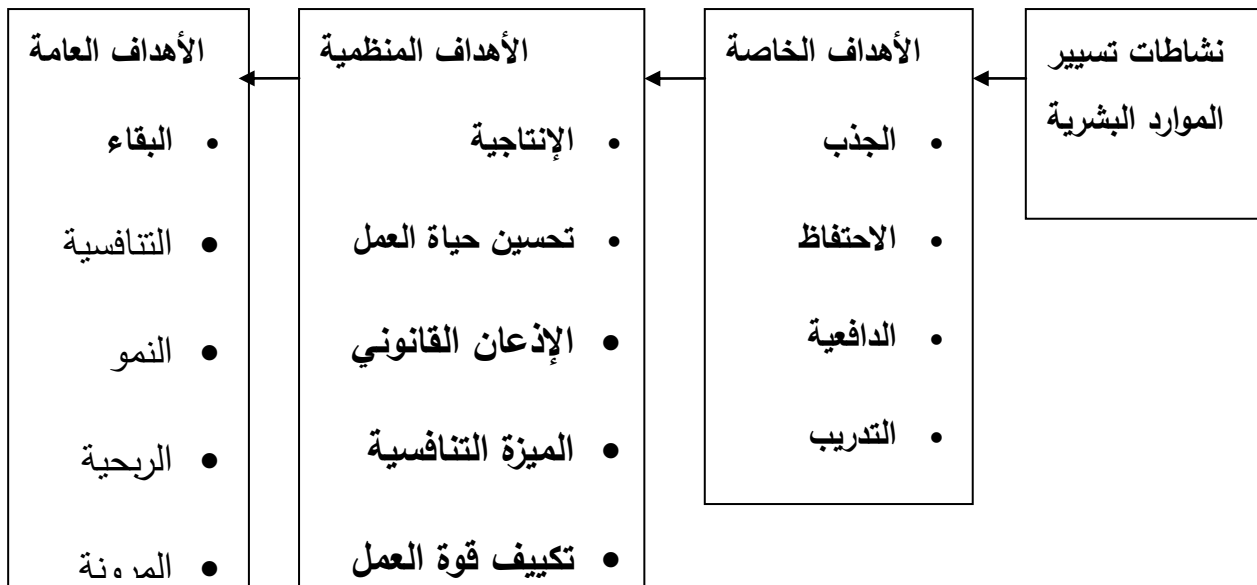 نشاطات تسيير
الموارد البشرية
الأهداف الخاصة
• الجذب
• الاحتفاظ
• الدافعية
• التدريب
الأهداف المنظمية
• الإنتاجية
• تحسين حياة العمل
• الإذعان القانوني
• الميزة التنافسية
• تكييف قوة العمل
الأهداف العامة
• البقاء
• التنافسية
• النمو
• الربحية
• المرونة